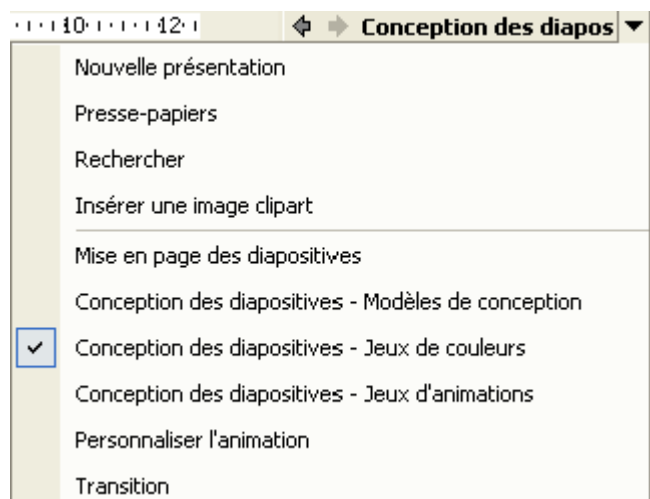 10 12 Conception des diapos
Nouvelle présentation
Presse-papiers
Rechercher
Insérer une image clipart
Mise en page des diapositives
Conception des diapositives - Modèles de conception
Conception des diapositives - Jeux de couleurs
Conception des diapositives - Jeux d'animations
Personnaliser l'animation
Transition